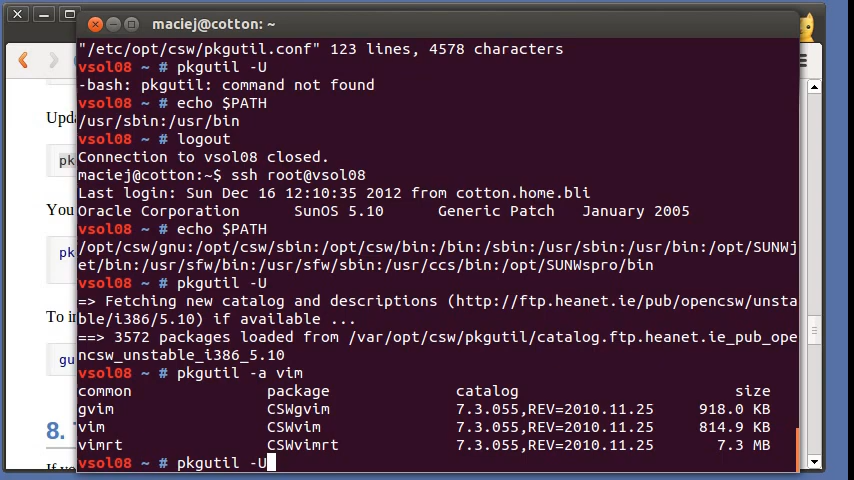 maciej@cotton: ~
"/etc/opt/csw/pkgutil.conf" 123 lines, 4578 characters
vsol08 ~ # pkgutil -U
-bash: pkgutil: command not found
vsol08 ~ # echo $PATH
/usr/sbin:/usr/bin
vsol08 ~ # logout
Connection to vsol08 closed.
maciej@cotton:~$ ssh root@vsol08
Last login: Sun Dec 16 12:10:35 2012 from cotton.home.bli
Oracle Corporation      SunOS 5.10      Generic Patch   January 2005
vsol08 ~ # echo $PATH
/opt/csw/gnu:/opt/csw/sbin:/opt/csw/bin:/bin:/sbin:/usr/sbin:/usr/bin:/opt/SUNWj
et/bin:/usr/sfw/bin:/usr/sfw/sbin:/usr/ccs/bin:/opt/SUNWspro/bin
vsol08 ~ # pkgutil -U
=> Fetching new catalog and descriptions (http://ftp.heanet.ie/pub/opencsw/unsta
ble/i386/5.10) if available ...
==> 3572 packages loaded from /var/opt/csw/pkgutil/catalog.ftp.heanet.ie_pub_ope
ncsw_unstable_i386_5.10
vsol08 ~ # pkgutil -a vim
common               package              catalog                        size
gvim                 CSWgvim              7.3.055,REV=2010.11.25     918.0 KB
vim                  CSWvim               7.3.055,REV=2010.11.25     814.9 KB
vimrt                CSWvimrt             7.3.055,REV=2010.11.25       7.3 MB
vsol08 ~ # pkgutil -U
Upda
pk
You
pk
To in
gu
8.
If yo